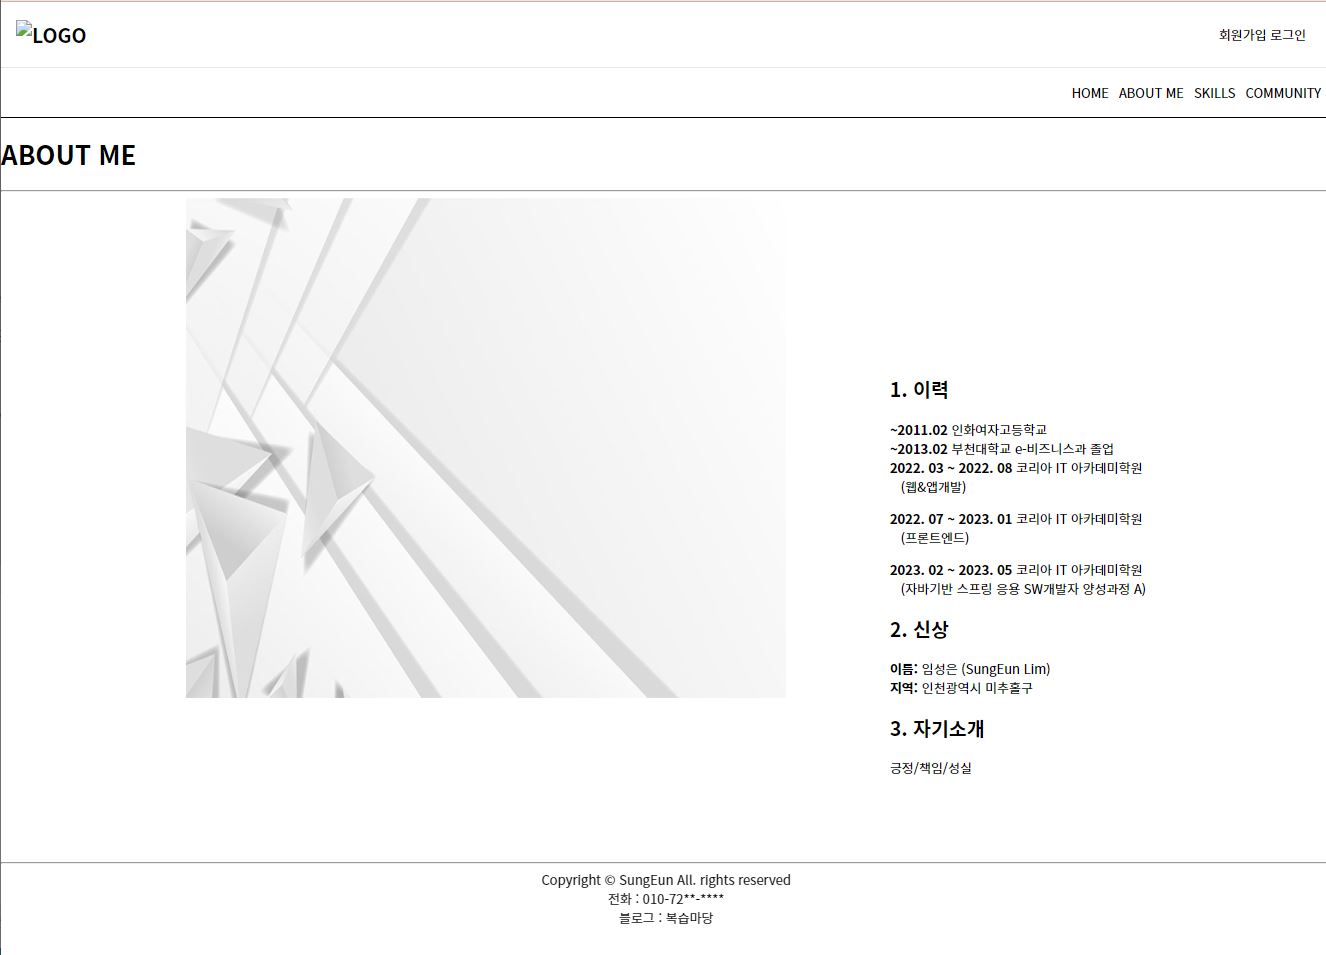 LOGO
회원가입 로그인
HOME ABOUT ME SKILLS COMMUNITY
ABOUT ME
1. 이력
~2011.02 인화여자고등학교
~2013.02 부천대학교 e-비즈니스과 졸업
2022. 03 ~ 2022. 08 코리아 IT 아카데미학원
(웹&앱개발)
2022. 07 ~ 2023. 01 코리아 IT 아카데미학원
(프론트엔드)
2023. 02 ~ 2023. 05 코리아 IT 아카데미학원
(자바기반 스프링 응용 SW개발자 양성과정 A)
2. 신상
이름: 임성은 (SungEun Lim)
지역: 인천광역시 미추홀구
3. 자기소개
긍정/책임/성실
Copyright © SungEun All. rights reserved
전화 : 010-72**-****
블로그 : 복습마당